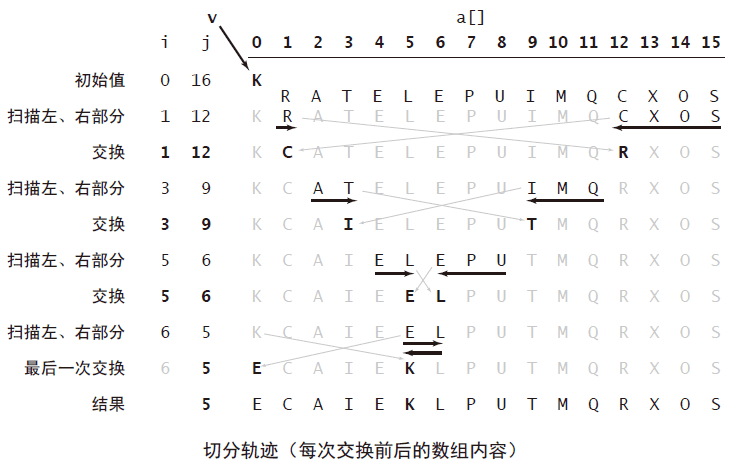 v a[]
i j 0 1 2 3 4 5 6 7 8 9 10 11 12 13 14 15
初始值 0 16 K R A T E L E P U I M Q C X O S
扫描左、右部分 1 12 K R A T E L E P U I M Q C X O S
交换 1 12 K C A T E L E P U I M Q R X O S
扫描左、右部分 3 9 K C A T E L E P U I M Q R X O S
交换 3 9 K C A I E L E P U T M Q R X O S
扫描左、右部分 5 6 K C A I E L E P U T M Q R X O S
交换 5 6 K C A I E E L P U T M Q R X O S
扫描左、右部分 6 5 K C A I E E L P U T M Q R X O S
最后一次交换 6 5 E C A I E K L P U T M Q R X O S
结果 5 E C A I E K L P U T M Q R X O S
切分轨迹（每次交换前后的数组内容）